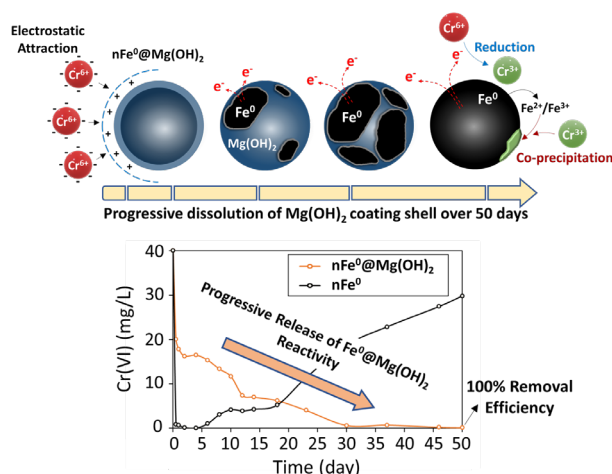 Electrostatic
Attraction
nFe⁰@Mg(OH)₂
Cr⁶⁺
Cr⁶⁺
Cr⁶⁺
- - - - - - - - - - - -
+ + + + + + + +
e⁻
e⁻
Fe⁰
Mg(OH)₂
e⁻
e⁻
Fe⁰
Cr⁶⁺
Reduction
e⁻
e⁻
Cr³⁺
Fe⁰
Fe²⁺/Fe³⁺
Cr³⁺
Co-precipitation
Progressive dissolution of Mg(OH)₂ coating shell over 50 days
nFe⁰@Mg(OH)₂
nFe⁰
Progressive Release of Fe⁰@Mg(OH)₂
Reactivity
100% Removal
Efficiency
Cr(VI) (mg/L)
40
30
20
10
0
0 5 10 15 20 25 30 35 40 45 50
Time (day)